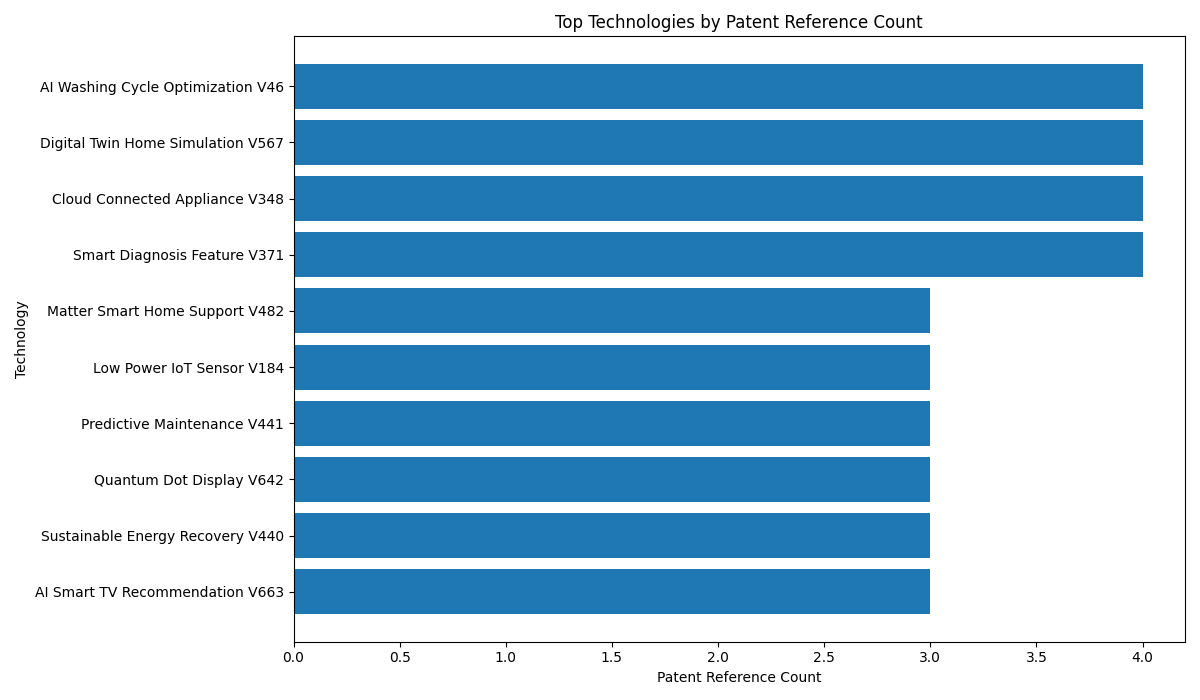 Top Technologies by Patent Reference Count
Technology
AI Washing Cycle Optimization V46
Digital Twin Home Simulation V567
Cloud Connected Appliance V348
Smart Diagnosis Feature V371
Matter Smart Home Support V482
Low Power IoT Sensor V184
Predictive Maintenance V441
Quantum Dot Display V642
Sustainable Energy Recovery V440
AI Smart TV Recommendation V663
0.0 0.5 1.0 1.5 2.0 2.5 3.0 3.5 4.0
Patent Reference Count